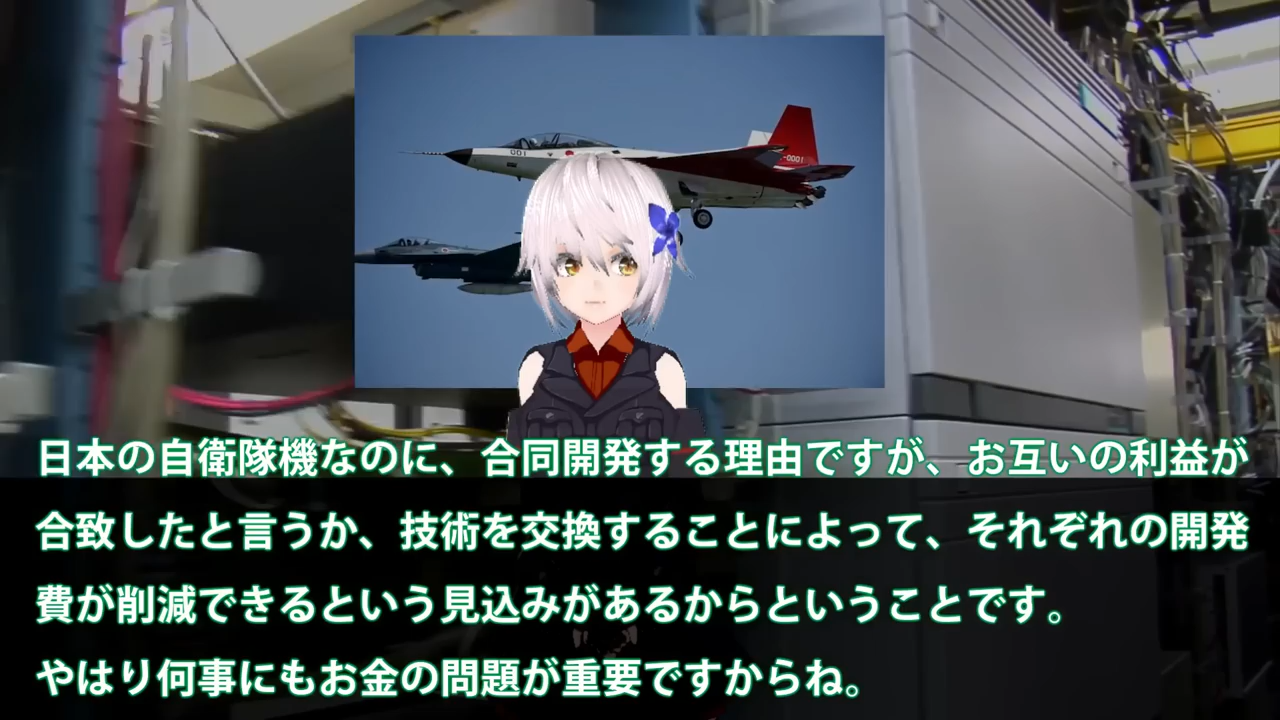 001
-0001
日本の自衛隊機なのに、合同開発する理由ですが、お互いの利益が
合致したと言うか、技術を交換することによって、それぞれの開発
費が削減できるという見込みがあるからということです。
やはり何事にもお金の問題が重要ですからね。